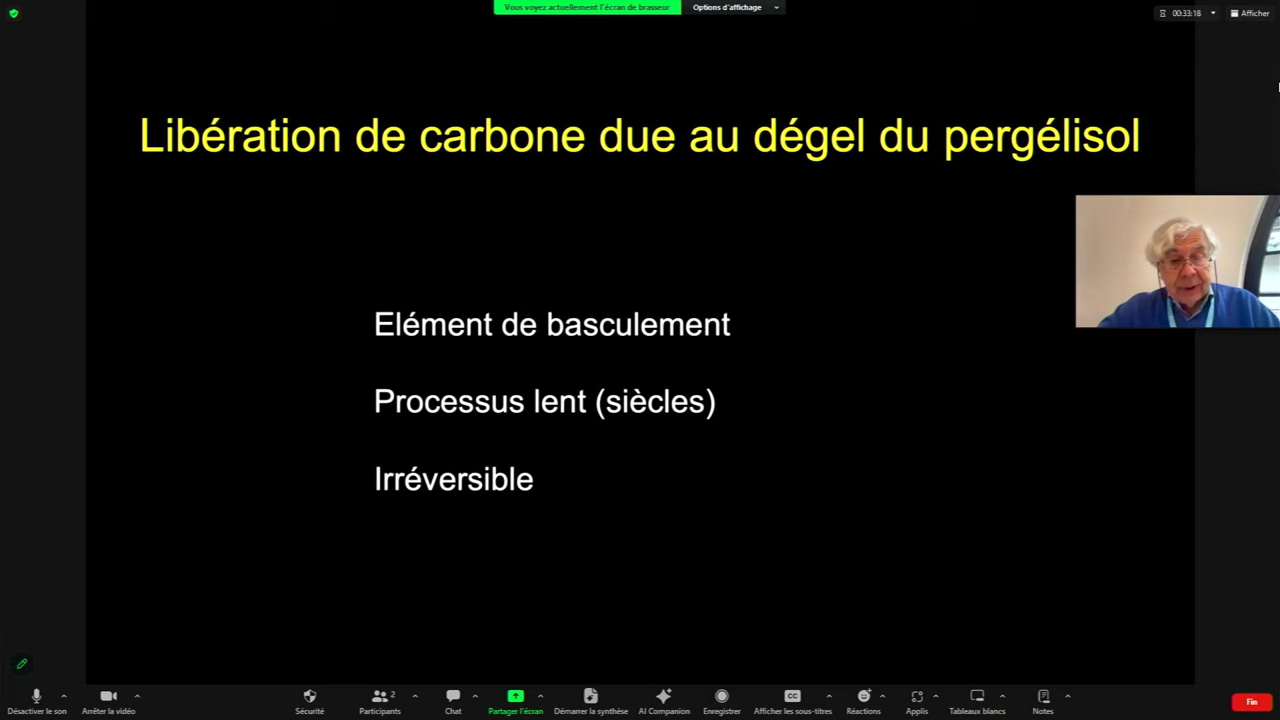 Vous voyez actuellement l'écran de brasseur
Options d'affichage
00:33:18
Afficher
Libération de carbone due au dégel du pergélisol
Elément de basculement
Processus lent (siècles)
Irréversible
Désactiver le son
Arrêter la vidéo
Sécurité
Participants
2
Chat
Partager l'écran
Démarrer la synthèse
AI Companion
Enregistrer
CC
Afficher les sous-titres
Réactions
Applis
Tableaux blancs
Notes
Fin